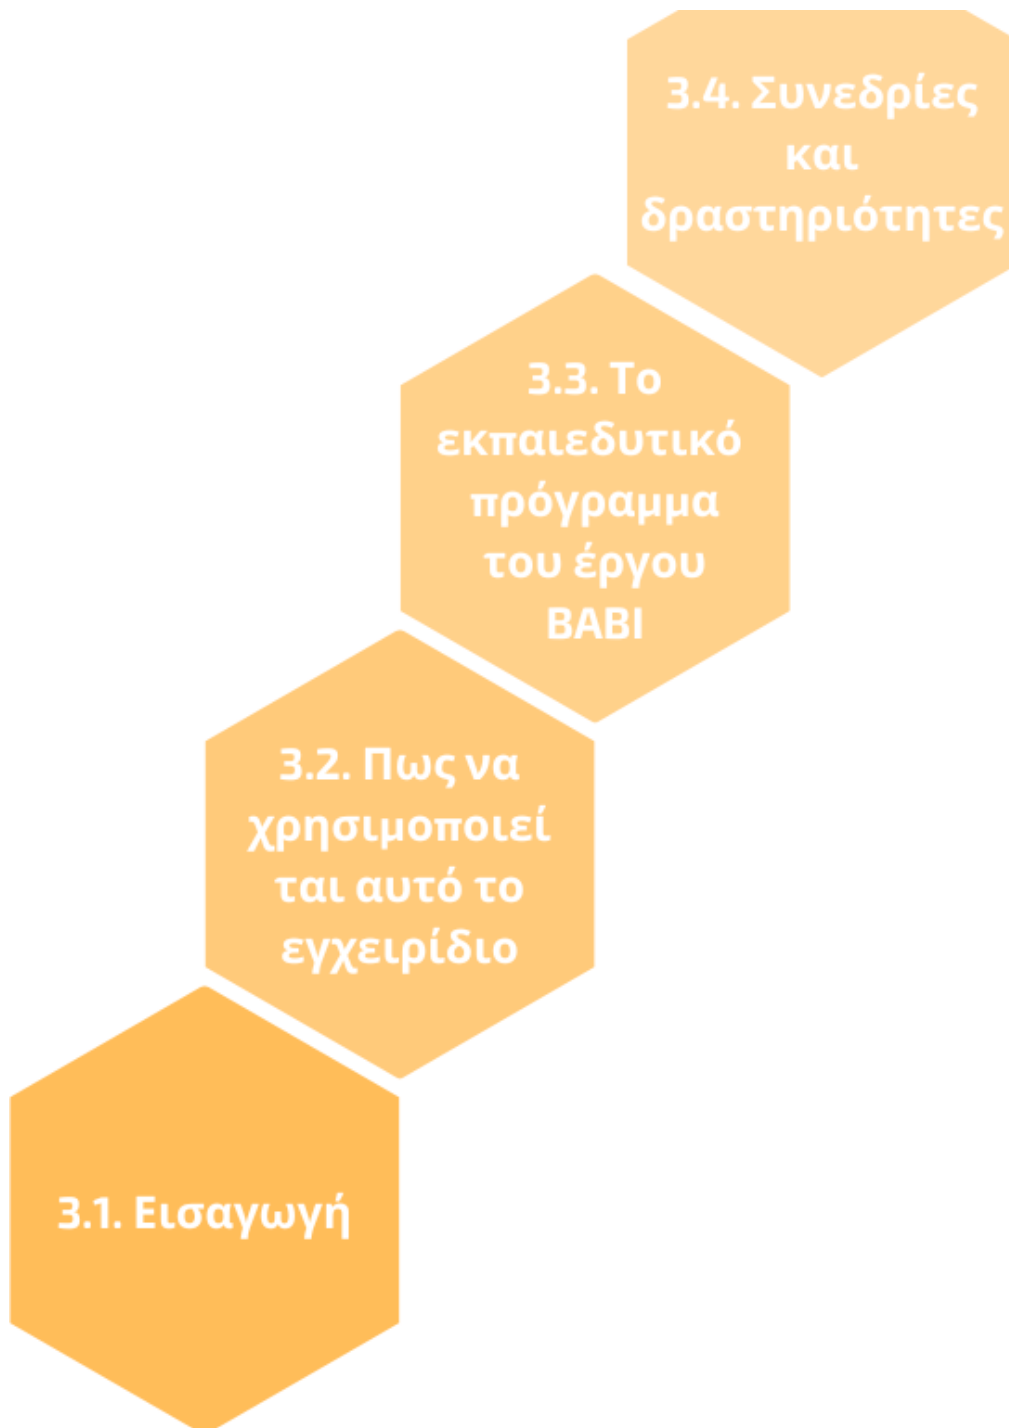 3.4. Συνεδρίες
και
δραστηριότητες
3.3. Το
εκπαιεδυτικό
πρόγραμμα
του έργου
BABI
3.2. Πως να
χρησιμοποιεί
ται αυτό το
εγχειρίδιο
3.1. Εισαγωγή